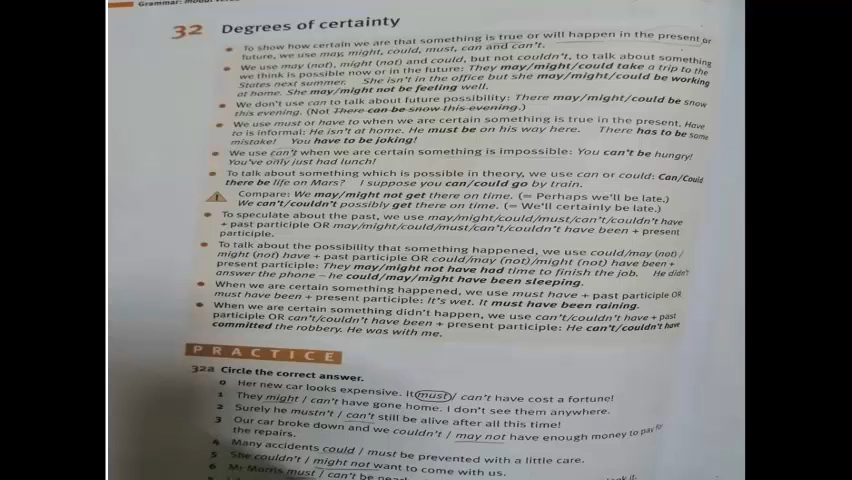 Grammar: modal verbs
32 Degrees of certainty
• To show how certain we are that something is true or will happen in the present or
future, we use may, might, could, must, can and can't.
• We use may (not), might (not) and could, but not couldn't, to talk about something
we think is possible now or in the future: They may/might/could take a trip to the
States next summer. She isn't in the office but she may/might/could be working
at home. She may/might not be feeling well.
• We don't use can to talk about future possibility: There may/might/could be snow
this evening. (Not There can be snow this evening.)
• We use must or have to when we are certain something is true in the present. Have
to is informal: He isn't at home. He must be on his way here. There has to be some
mistake! You have to be joking!
• We use can't when we are certain something is impossible: You can't be hungry!
You've only just had lunch!
• To talk about something which is possible in theory, we use can or could: Can/Could
there be life on Mars? I suppose you can/could go by train.
Compare: We may/might not get there on time. (= Perhaps we'll be late.)
We can't/couldn't possibly get there on time. (= We'll certainly be late.)
• To speculate about the past, we use may/might/could/must/can't/couldn't have
+ past participle OR may/might/could/must/can't/couldn't have been + present
participle.
• To talk about the possibility that something happened, we use could/may (not) /
might (not) have + past participle OR could/may (not)/might (not) have been +
present participle: They may/might not have had time to finish the job. He didn't
answer the phone – he could/may/might have been sleeping.
• When we are certain something happened, we use must have + past participle OR
must have been + present participle: It's wet. It must have been raining.
• When we are certain something didn't happen, we use can't/couldn't have + past
participle OR can't/couldn't have been + present participle: He can't/couldn't have
committed the robbery. He was with me.
PRACTICE
32a Circle the correct answer.
0 Her new car looks expensive. It must / can't have cost a fortune!
1 They might / can't have gone home. I don't see them anywhere.
2 Surely he mustn't / can't still be alive after all this time!
3 Our car broke down and we couldn't / may not have enough money to pay for
the repairs.
4 Many accidents could / must be prevented with a little care.
5 She couldn't / might not want to come with us.
6 Mr Morris must / can't be